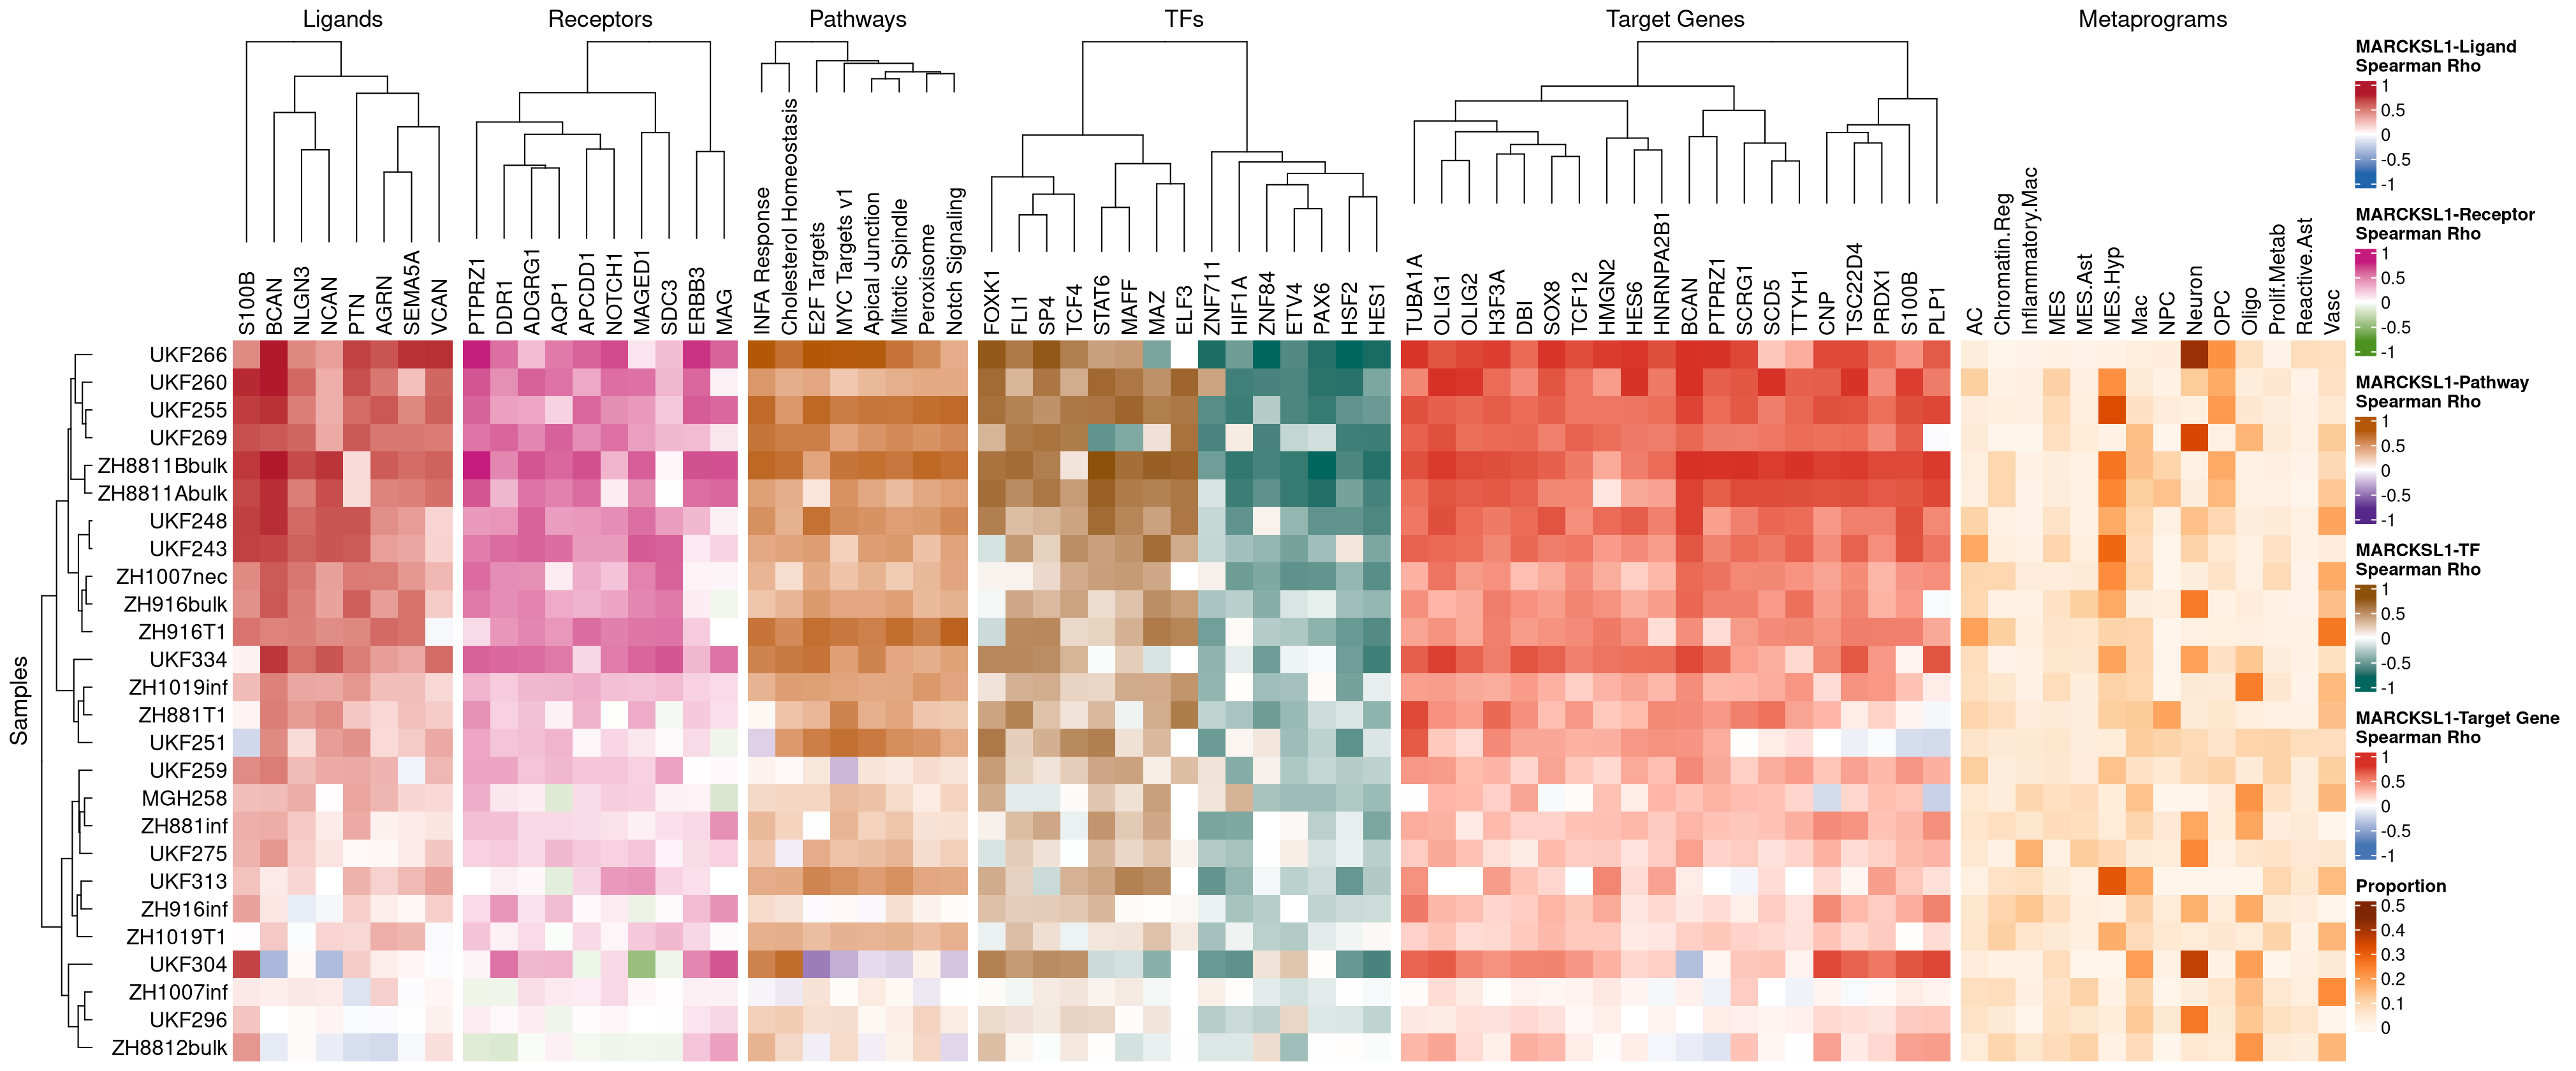 Ligands
Receptors
Pathways
TFs
Target Genes
Metaprograms
S100B
BCAN
NLGN3
NCAN
PTN
AGRN
SEMA5A
VCAN
PTPRZ1
DDR1
ADGRG1
AQP1
APCDD1
NOTCH1
MAGED1
SDC3
ERBB3
MAG
INFA Response
Cholesterol Homeostasis
E2F Targets
MYC Targets v1
Apical Junction
Mitotic Spindle
Peroxisome
Notch Signaling
FOXK1
FLI1
SP4
TCF4
STAT6
MAFF
MAZ
ELF3
ZNF711
HIF1A
ZNF84
ETV4
PAX6
HSF2
HES1
TUBA1A
OLIG1
OLIG2
H3F3A
DBI
SOX8
TCF12
HMGN2
HES6
HNRNPA2B1
BCAN
PTPRZ1
SCRG1
SCD5
TTYH1
CNP
TSC22D4
PRDX1
S100B
PLP1
AC
Chromatin.Reg
Inflammatory.Mac
MES
MES.Ast
MES.Hyp
Mac
NPC
Neuron
OPC
Oligo
Prolif.Metab
Reactive.Ast
Vasc
Samples
UKF266
UKF260
UKF255
UKF269
ZH8811Bbulk
ZH8811Abulk
UKF248
UKF243
ZH1007nec
ZH916bulk
ZH916T1
UKF334
ZH1019inf
ZH881T1
UKF251
UKF259
MGH258
ZH881inf
UKF275
UKF313
ZH916inf
ZH1019T1
UKF304
ZH1007inf
UKF296
ZH8812bulk
MARCKSL1-Ligand
Spearman Rho
1
0.5
0
-0.5
-1
MARCKSL1-Receptor
Spearman Rho
1
0.5
0
-0.5
-1
MARCKSL1-Pathway
Spearman Rho
1
0.5
0
-0.5
-1
MARCKSL1-TF
Spearman Rho
1
0.5
0
-0.5
-1
MARCKSL1-Target Gene
Spearman Rho
1
0.5
0
-0.5
-1
Proportion
0.5
0.4
0.3
0.2
0.1
0